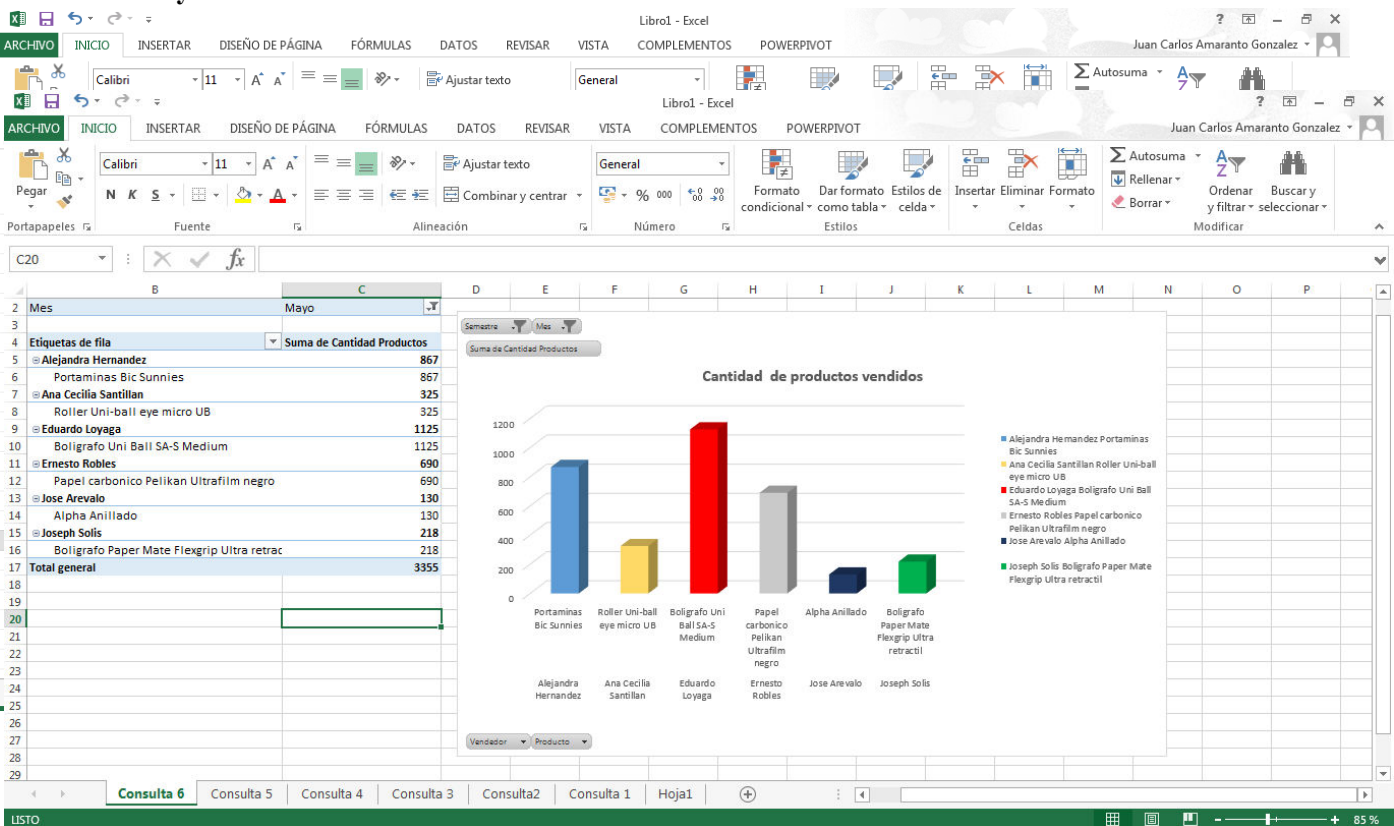 Libro1 - Excel
ARCHIVO INICIO INSERTAR DISEÑO DE PÁGINA FÓRMULAS DATOS REVISAR VISTA COMPLEMENTOS POWERPIVOT Juan Carlos Amaranto Gonzalez
Calibri 11 Ajustar texto General Autosuma
Libro1 - Excel
ARCHIVO INICIO INSERTAR DISEÑO DE PÁGINA FÓRMULAS DATOS REVISAR VISTA COMPLEMENTOS POWERPIVOT Juan Carlos Amaranto Gonzalez
Calibri 11 Ajustar texto General Autosuma
Pegar N K S Combinar y centrar % 000 Formato condicional Dar formato como tabla Estilos de celda Insertar Eliminar Formato Rellenar Borrar Ordenar y filtrar Buscar y seleccionar
Portapapeles Fuente Alineación Número Estilos Celdas Modificar
C20 fx
B C D E F G H I J K L M N O P
2 Mes Mayo
3
4 Etiquetas de fila Suma de Cantidad Productos
5 Alejandra Hernandez 867
6 Portaminas Bic Sunnies 867
7 Ana Cecilia Santillan 325
8 Roller Uni-ball eye micro UB 325
9 Eduardo Loyaga 1125
10 Boligrafo Uni Ball SA-S Medium 1125
11 Ernesto Robles 690
12 Papel carbonico Pelikan Ultrafilm negro 690
13 Jose Arevalo 130
14 Alpha Anillado 130
15 Joseph Solis 218
16 Boligrafo Paper Mate Flexgrip Ultra retrac 218
17 Total general 3355
18
19
20
21
22
23
24
25
26
27
28
29
Semestre Mes
Suma de Cantidad Productos
Cantidad de productos vendidos
1200
1000
800
600
400
200
0
Portaminas Bic Sunnies
Roller Uni-ball eye micro UB
Boligrafo Uni Ball SA-S Medium
Papel carbonico Pelikan Ultrafilm negro
Alpha Anillado
Boligrafo Paper Mate Flexgrip Ultra retractil
Alejandra Hernandez
Ana Cecilia Santillan
Eduardo Loyaga
Ernesto Robles
Jose Arevalo
Joseph Solis
Alejandra Hernandez Portaminas
Bic Sunnies
Ana Cecilia Santillan Roller Uni-ball
eye micro UB
Eduardo Loyaga Boligrafo Uni Ball
SA-S Medium
Ernesto Robles Papel carbonico
Pelikan Ultrafilm negro
Jose Arevalo Alpha Anillado
Joseph Solis Boligrafo Paper Mate
Flexgrip Ultra retractil
Vendedor Producto
Consulta 6 Consulta 5 Consulta 4 Consulta 3 Consulta2 Consulta 1 Hoja1
LISTO 85 %